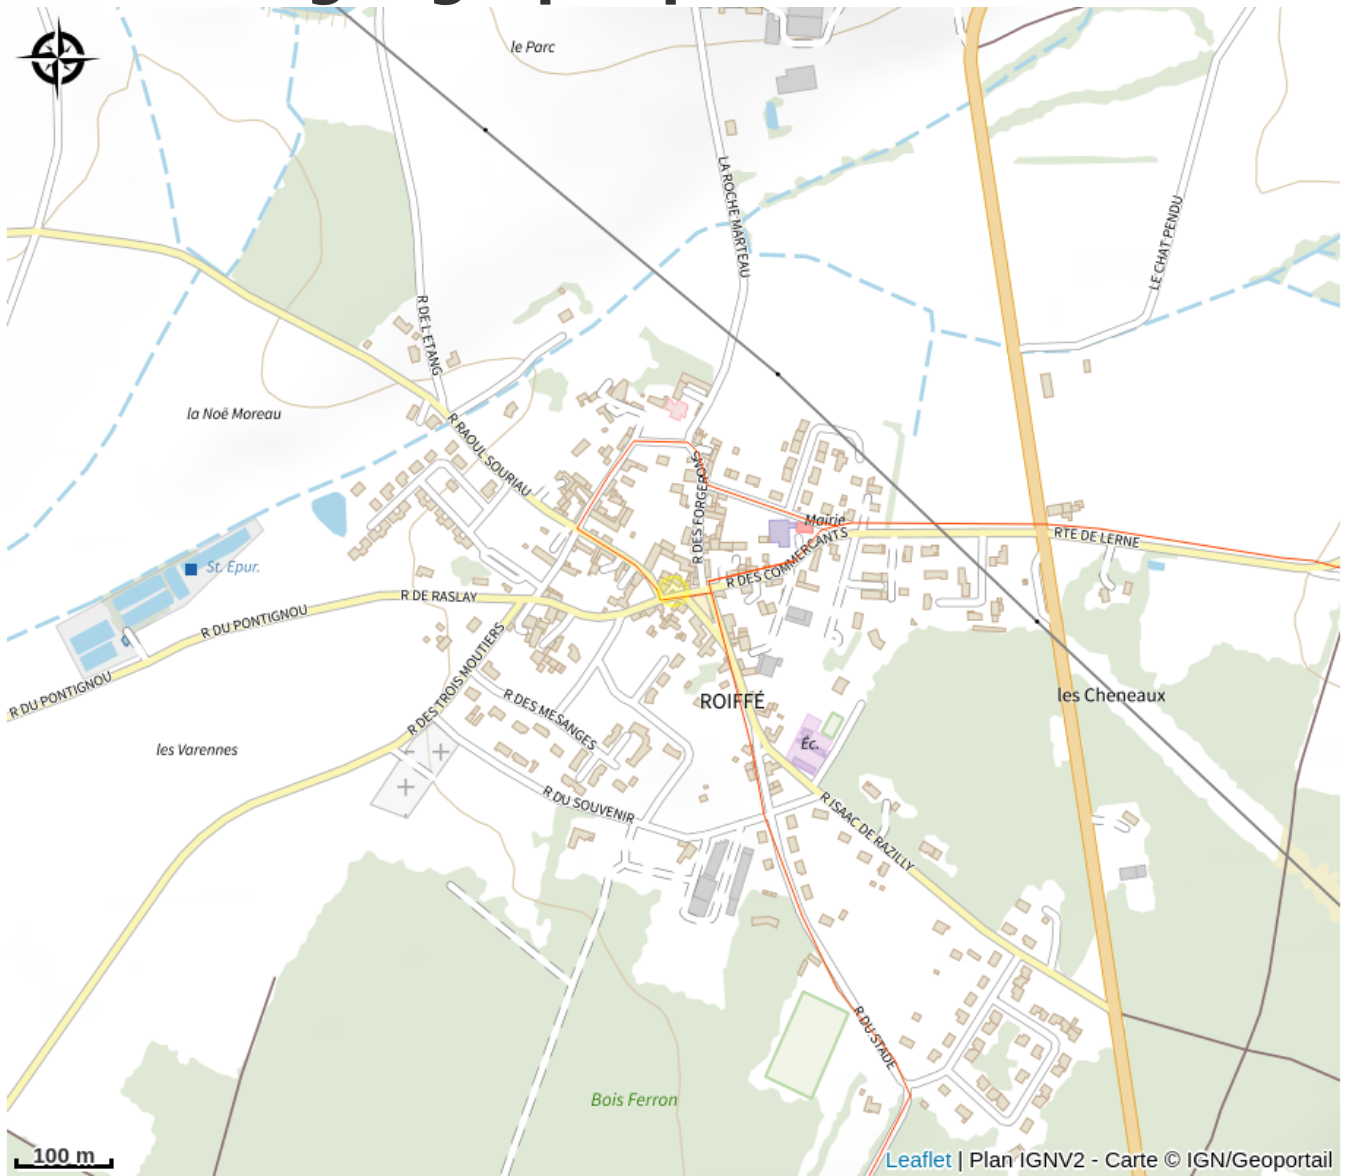 le Parc
LA ROCHE MARTEAU
LE CHAT PENDU
R DE L'ETANG
la Noë Moreau
R RAOUL SOURIAU
R DES FORGERONS
Mairie
R DES COMMERCANTS
RTE DE LERNE
St. Epur.
R DE RASLAY
R DU PONTIGNOU
R DU PONTIGNOU
R DES TROIS MOUTIERS
R DES MESANGES
ROIFFÉ
les Cheneaux
les Varennes
Éc.
R DU SOUVENIR
R ISAAC DE RAZILLY
R DU STADE
Bois Ferron
100 m
Leaflet | Plan IGNV2 - Carte © IGN/Geoportail